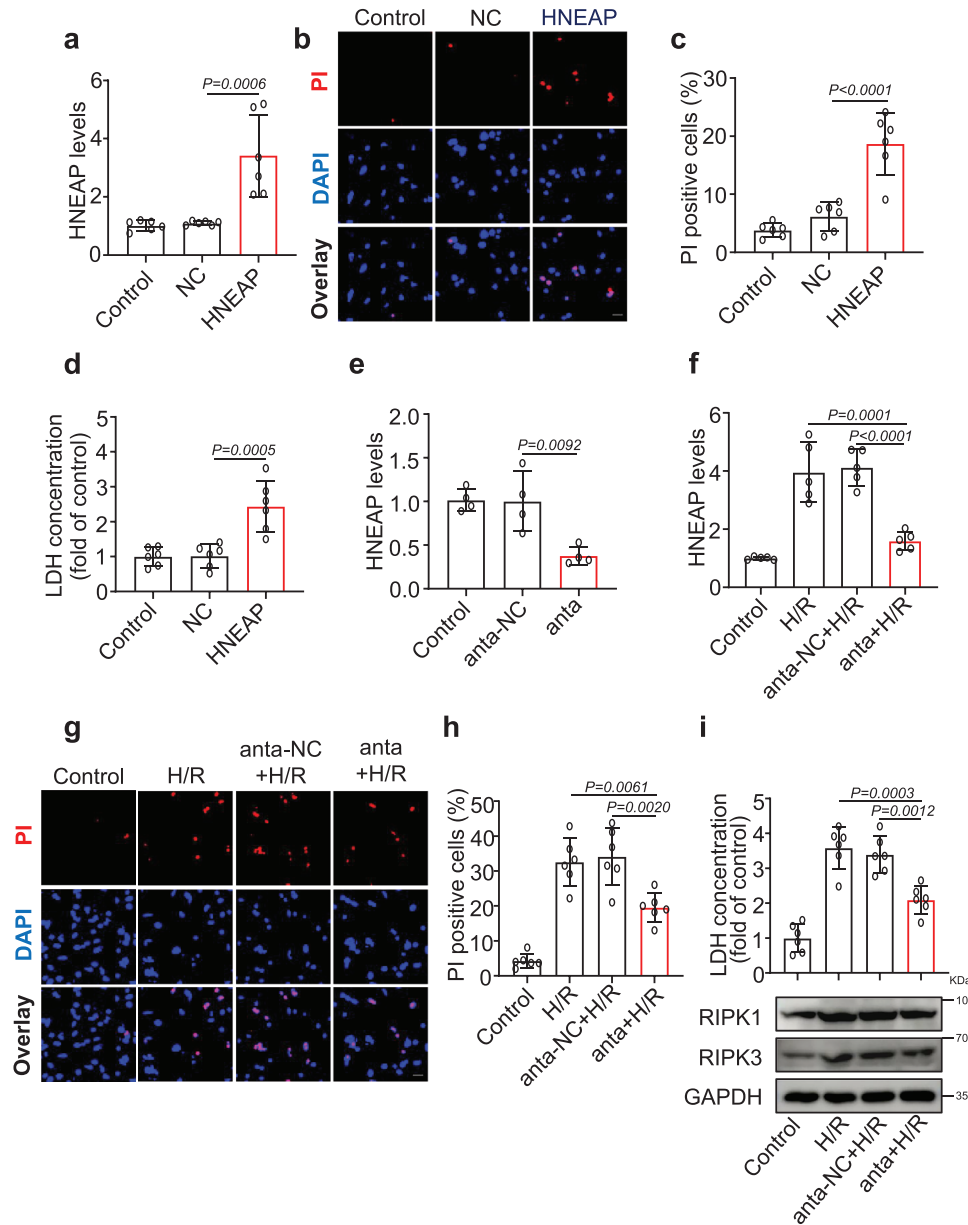 a
HNEAP levels
6
4
2
0
P=0.0006
Control
NC
HNEAP
b
Control
NC
HNEAP
PI
DAPI
Overlay
c
PI positive cells (%)
30
20
10
0
P<0.0001
Control
NC
HNEAP
d
LDH concentration
(fold of control)
5
4
3
2
1
0
P=0.0005
Control
NC
HNEAP
e
HNEAP levels
2.0
1.5
1.0
0.5
0.0
P=0.0092
Control
anta-NC
anta
f
HNEAP levels
6
4
2
0
P=0.0001
P<0.0001
Control
H/R
anta-NC+H/R
anta+H/R
g
Control
H/R
anta-NC
+H/R
anta
+H/R
PI
DAPI
Overlay
h
PI positive cells (%)
50
40
30
20
10
0
P=0.0061
P=0.0020
Control
H/R
anta-NC+H/R
anta+H/R
i
LDH concentration
(fold of control)
5
4
3
2
1
0
P=0.0003
P=0.0012
KDa
RIPK1
10
70
RIPK3
GAPDH
35
Control
H/R
anta-NC+H/R
anta+H/R